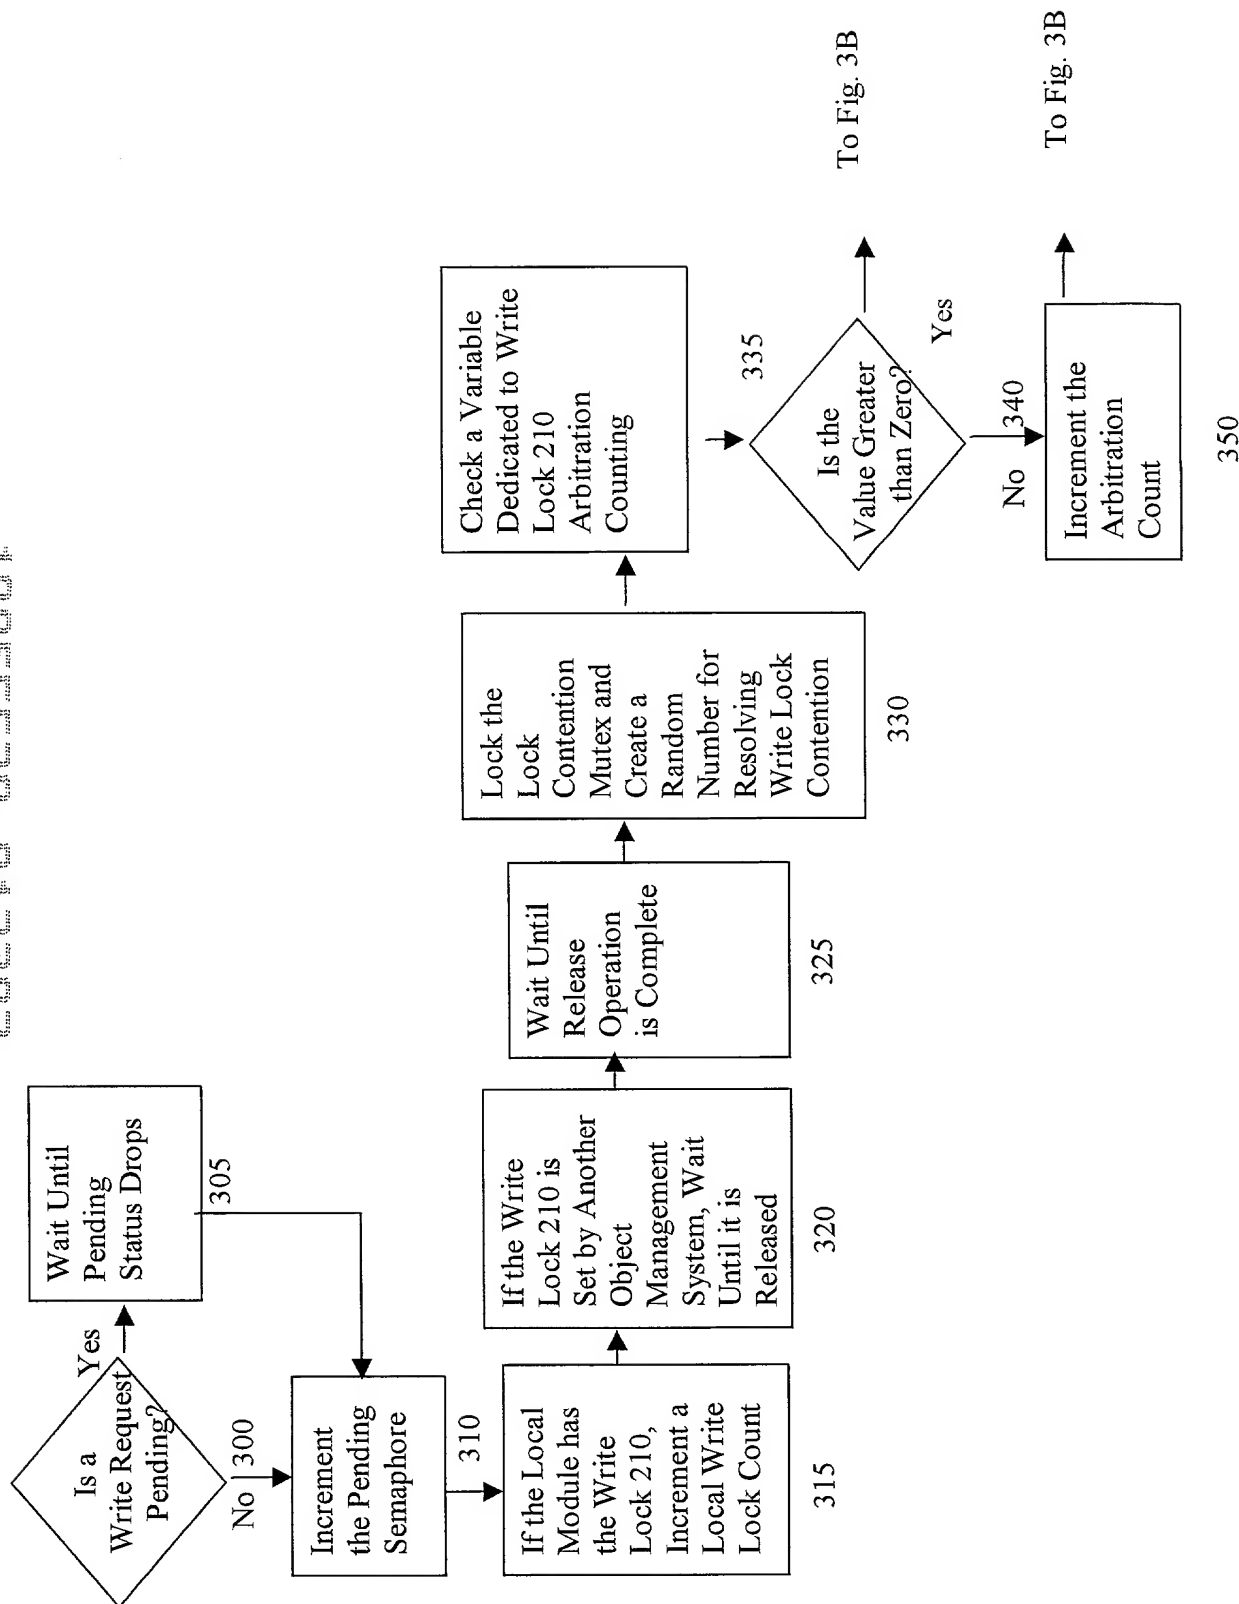 Is a
Write Request
Pending?
Yes
No
300
Wait Until
Pending
Status Drops
305
Increment
the Pending
Semaphore
310
If the Local
Module has
the Write
Lock 210,
Increment a
Local Write
Lock Count
315
If the Write
Lock 210 is
Set by Another
Object
Management
System, Wait
Until it is
Released
320
Wait Until
Release
Operation
is Complete
325
Lock the
Lock
Contention
Mutex and
Create a
Random
Number for
Resolving
Write Lock
Contention
330
Check a Variable
Dedicated to Write
Lock 210
Arbitration
Counting
335
Is the
Value Greater
than Zero?
Yes
To Fig. 3B
No
340
Increment the
Arbitration
Count
350
To Fig. 3B